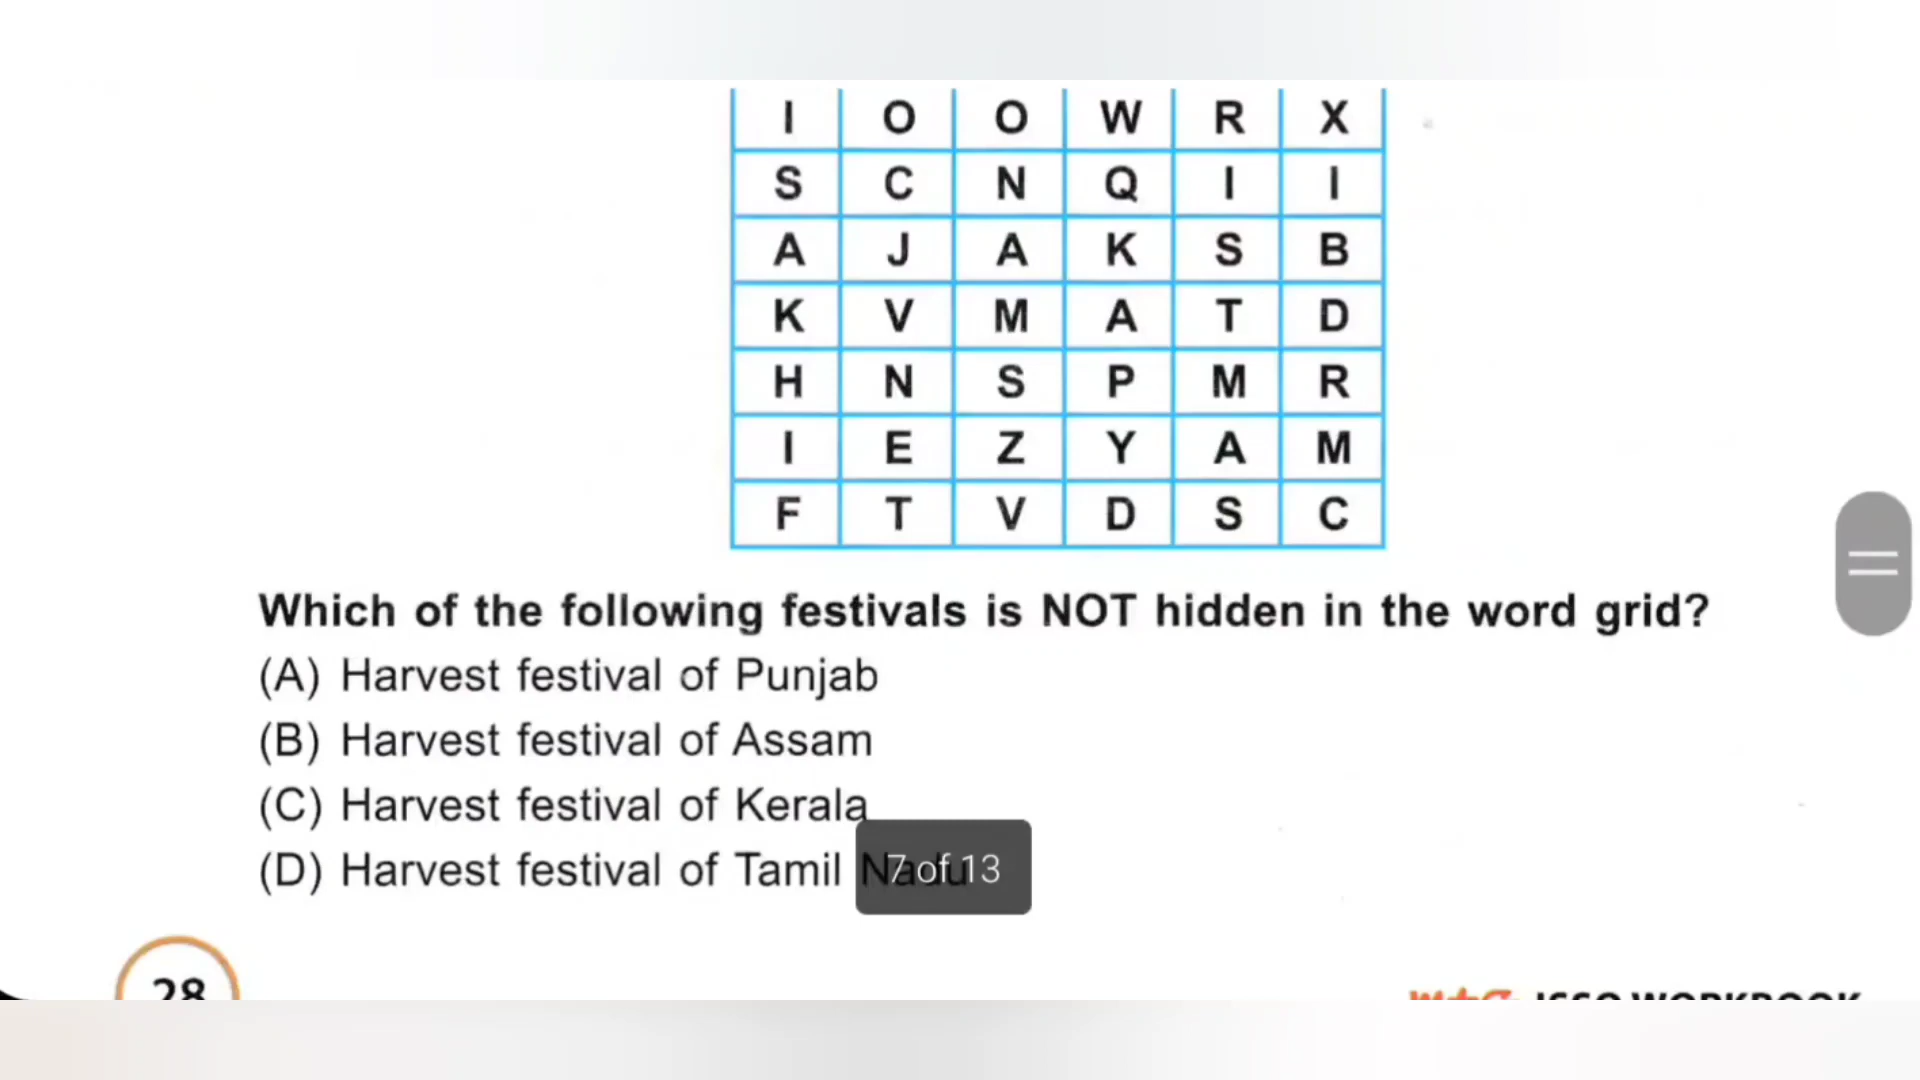 I O O W R X
S C N Q I I
A J A K S B
K V M A T D
H N S P M R
I E Z Y A M
F T V D S C
Which of the following festivals is NOT hidden in the word grid?
(A) Harvest festival of Punjab
(B) Harvest festival of Assam
(C) Harvest festival of Kerala
(D) Harvest festival of Tamil Nadu
7 of 13
28